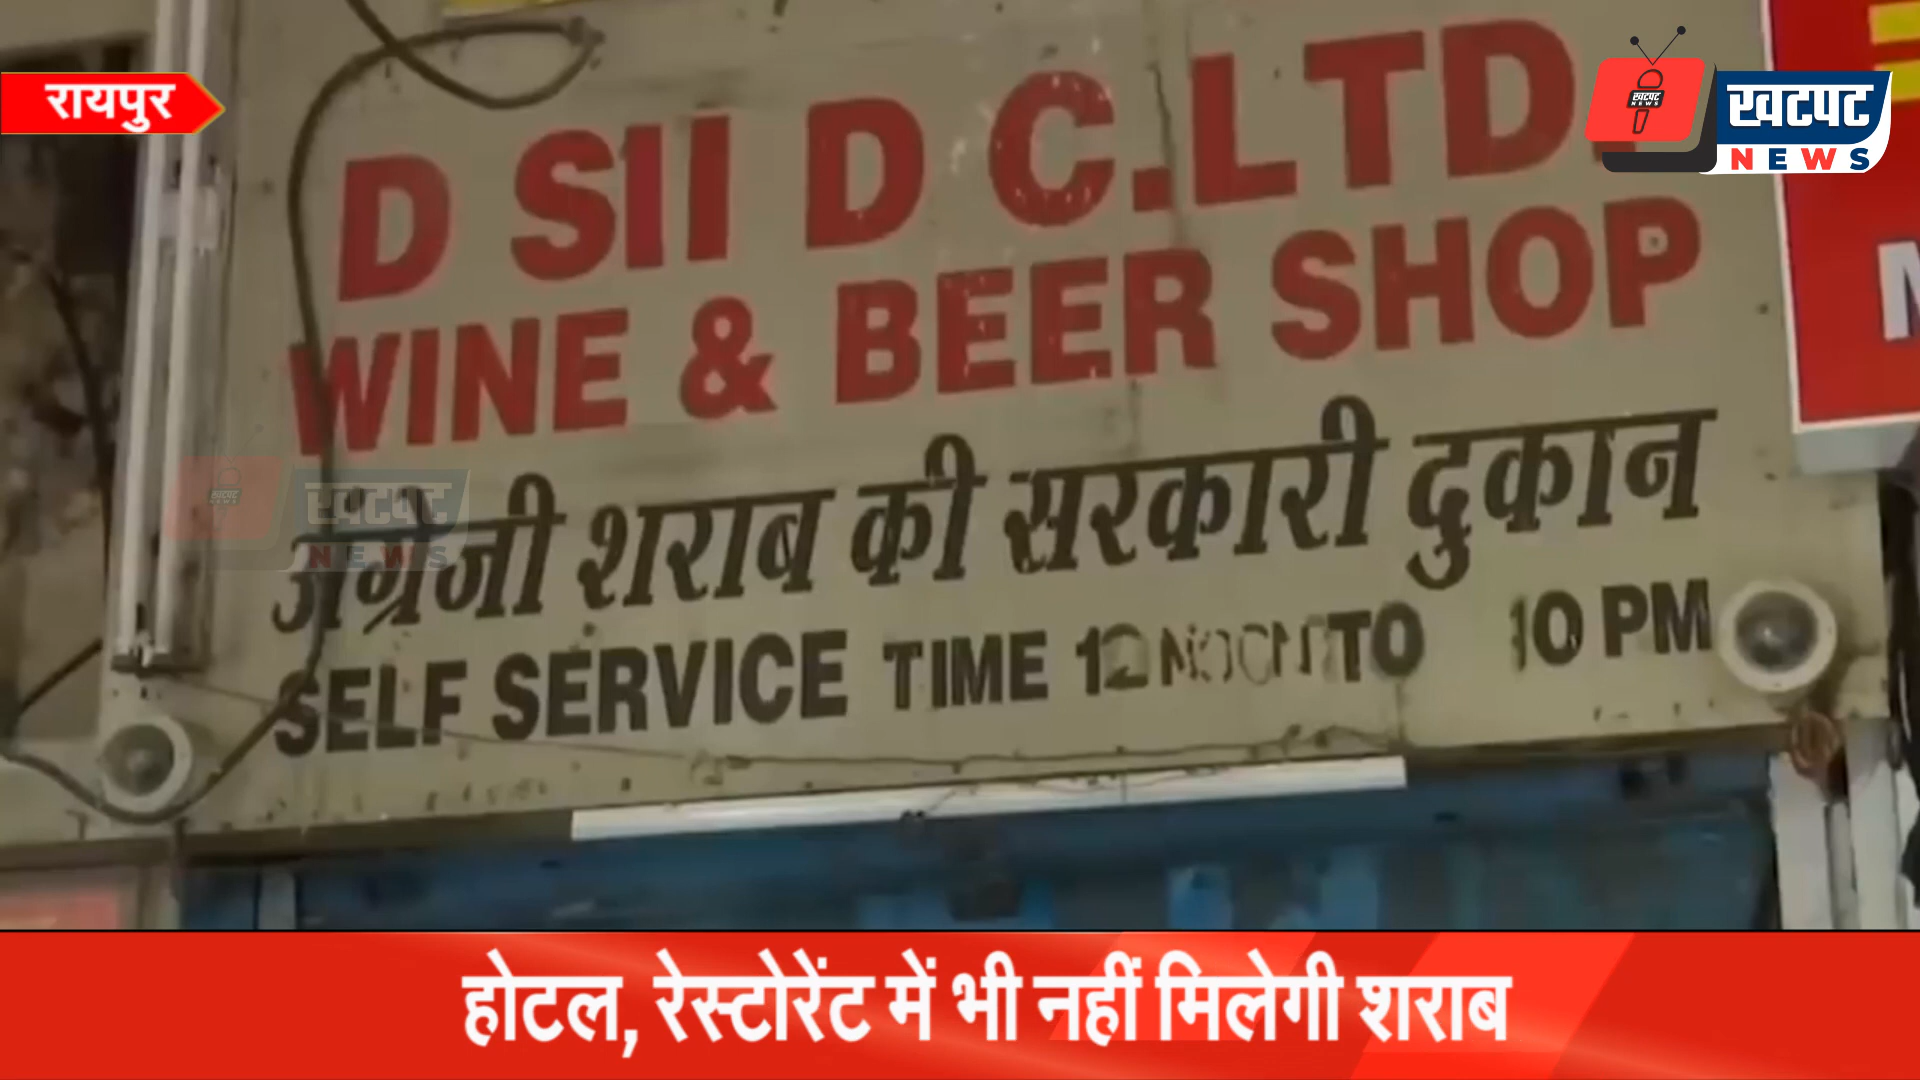 रायपुर
खटपट
NEWS
D SII D C.LTD.
WINE & BEER SHOP
अंग्रेजी शराब की सरकारी दुकान
SELF SERVICE TIME 12 NOON TO 10 PM
होटल, रेस्टोरेंट में भी नहीं मिलेगी शराब